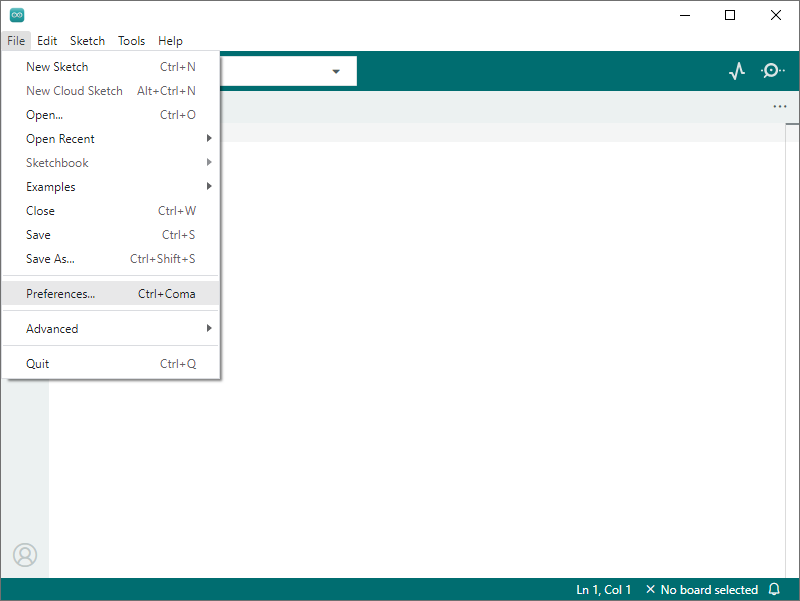 File Edit Sketch Tools Help
New Sketch Ctrl+N
New Cloud Sketch Alt+Ctrl+N
Open... Ctrl+O
Open Recent
Sketchbook
Examples
Close Ctrl+W
Save Ctrl+S
Save As... Ctrl+Shift+S
Preferences... Ctrl+Coma
Advanced
Quit Ctrl+Q
Ln 1, Col 1 No board selected